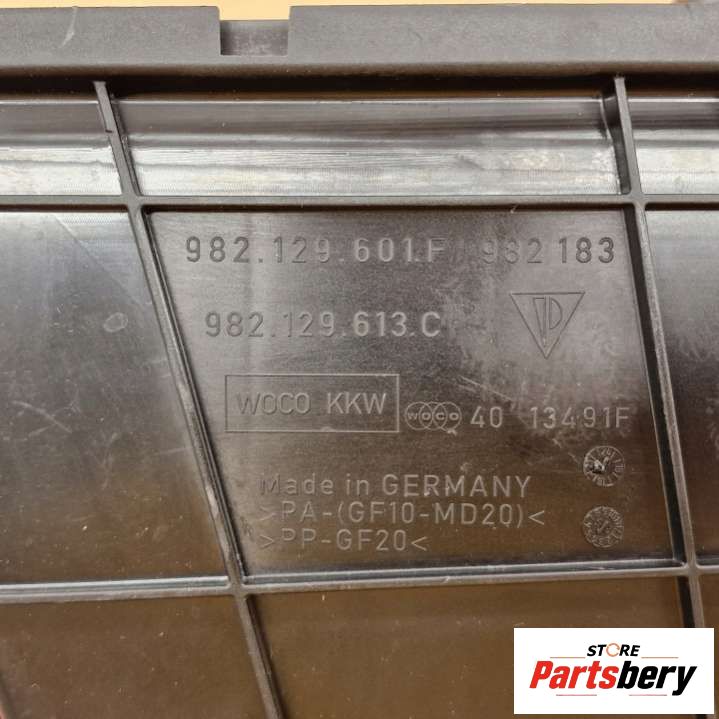 982.129.601.F 982 183
982.129.613.C
WOCO KKW woco 40 13491F
Made in GERMANY
>PA-(GF10-MD20)<
>PP-GF20<
STORE
Partsbery